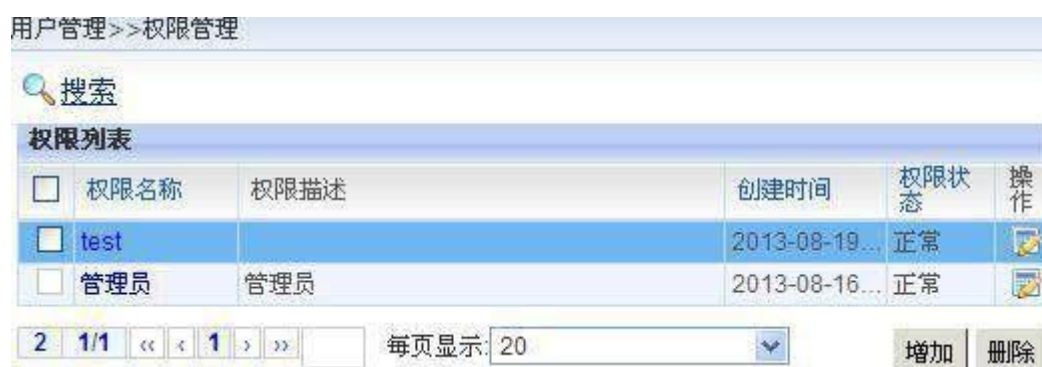 用户管理>>权限管理
搜索
权限列表
权限名称 权限描述 创建时间 权限状态 操作
test 2013-08-19... 正常
管理员 管理员 2013-08-16... 正常
2 1/1 ‹‹ ‹ 1 › ›› 每页显示: 20 增加 删除